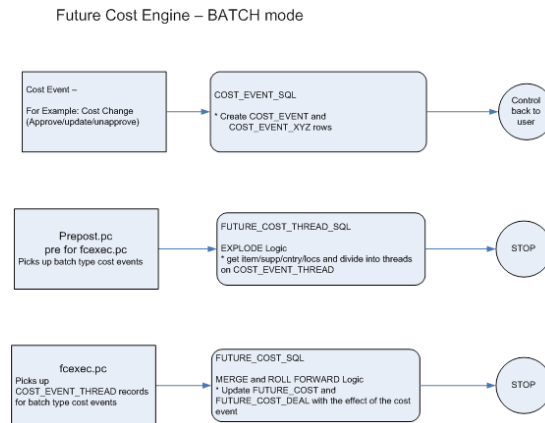 Future Cost Engine – BATCH mode
Cost Event –
For Example: Cost Change
(Approve/update/unapprove)
COST_EVENT_SQL
* Create COST_EVENT and
COST_EVENT_XYZ rows
Control
back to
user
Prepost.pc
pre for fcexec.pc
Picks up batch type cost events
FUTURE_COST_THREAD_SQL
EXPLODE Logic
* get item/supp/cntry/locs and divide into threads
on COST_EVENT_THREAD
STOP
fcexec.pc
Picks up
COST_EVENT_THREAD records
for batch type cost events
FUTURE_COST_SQL
MERGE and ROLL FORWARD Logic
* Update FUTURE_COST and
FUTURE_COST_DEAL with the effect of the cost
event
STOP